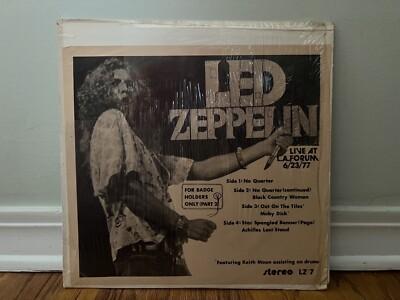 LED
ZEPPELIN
LIVE AT
L.A.FORUM
6/23/77
Side 1: No Quarter
Side 2: No Quarter(continued)
Black Country Woman
Side 3: Out On The Tiles'
Moby Dick'
Side 4: Star Spangled Banner(Page)
Achilles Last Stand
FOR BADGE
HOLDERS
ONLY (PART 2)
'Featuring Keith Moon assisting on drums
stereo LZ 7